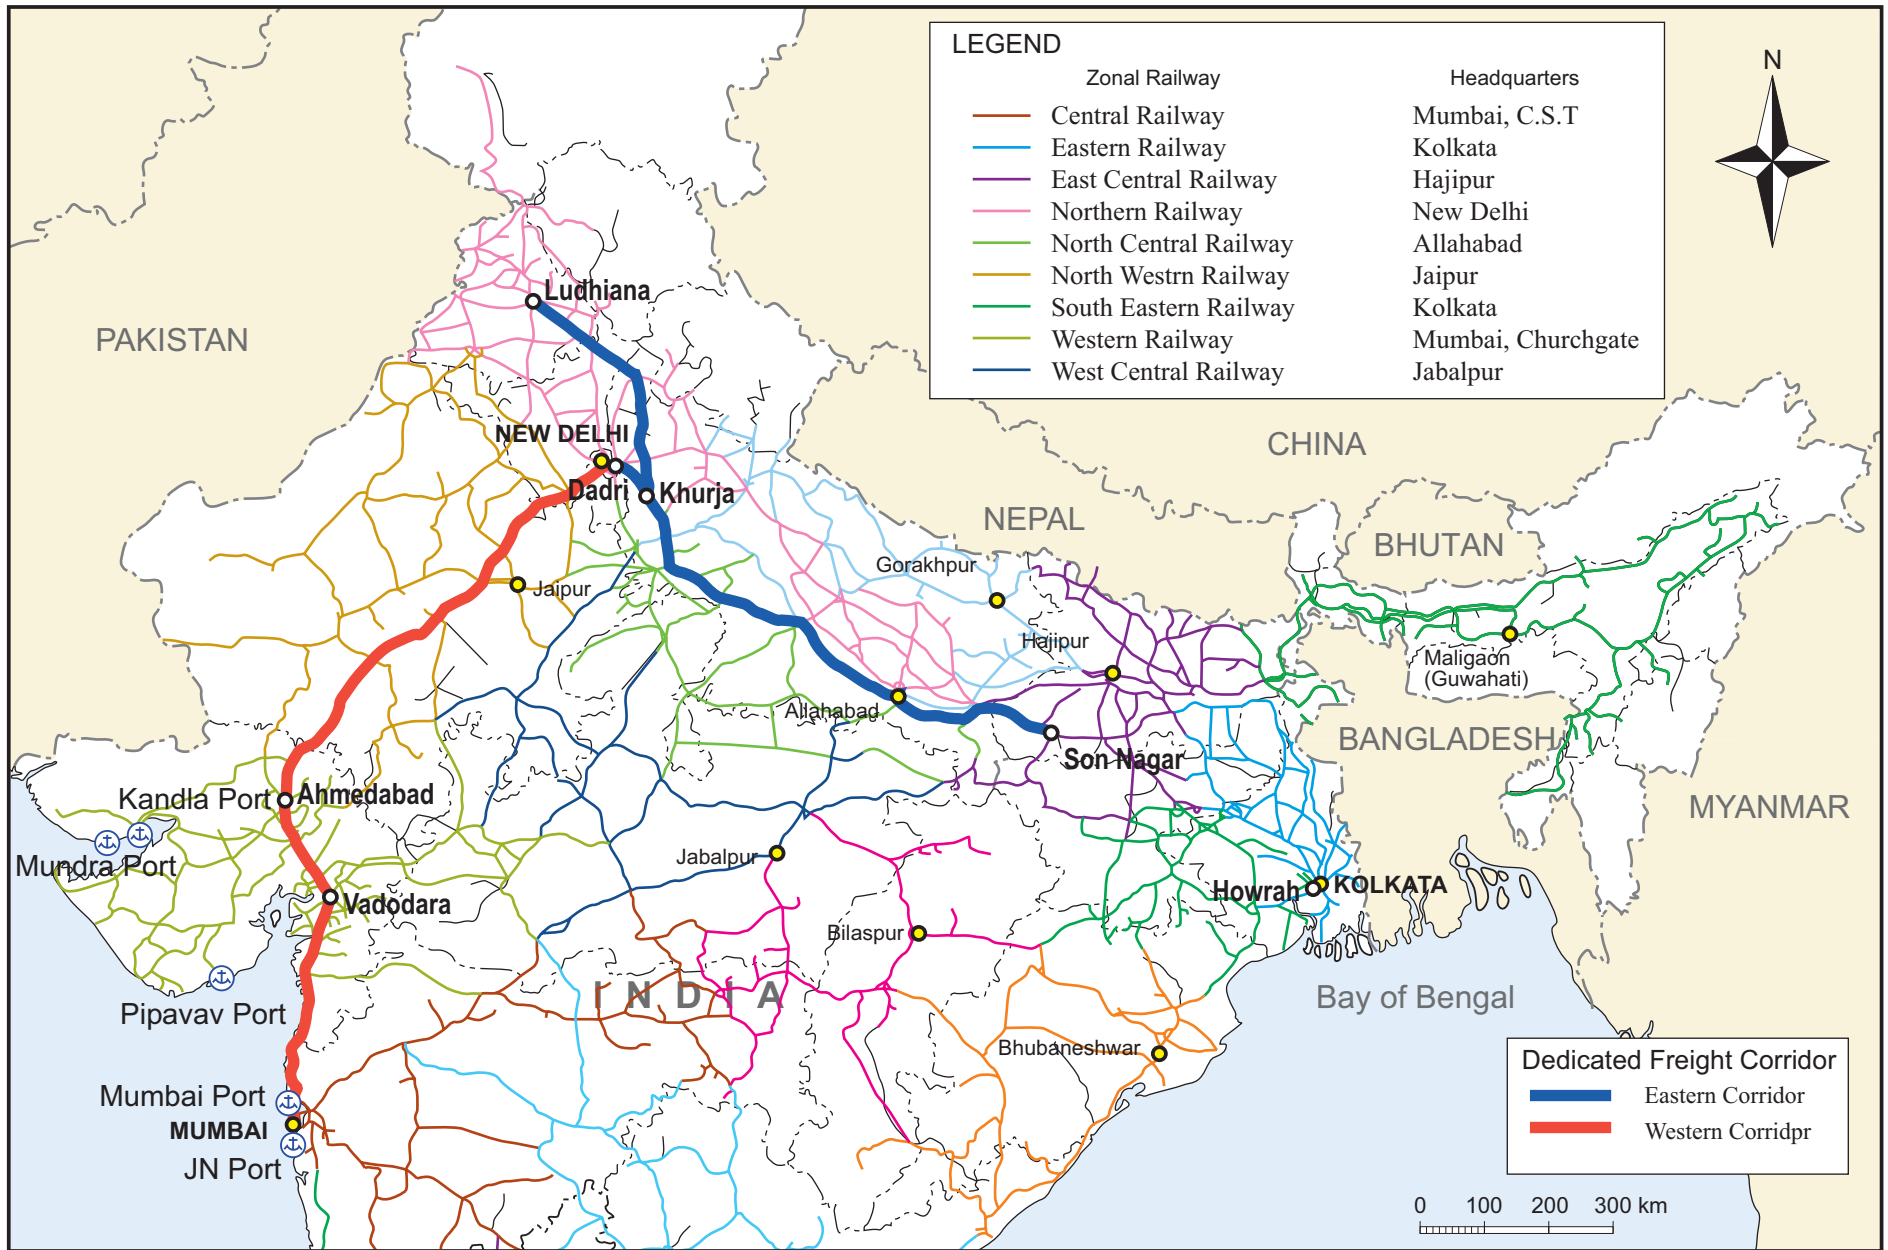 LEGEND
Zonal Railway Headquarters
Central Railway Mumbai, C.S.T
Eastern Railway Kolkata
East Central Railway Hajipur
Northern Railway New Delhi
North Central Railway Allahabad
North Westrn Railway Jaipur
South Eastern Railway Kolkata
Western Railway Mumbai, Churchgate
West Central Railway Jabalpur
N
Ludhiana
PAKISTAN
NEW DELHI
CHINA
Dadri
Khurja
NEPAL
BHUTAN
Gorakhpur
Jaipur
Hajipur
Maligaon
(Guwahati)
Allahabad
BANGLADESH
Son Nagar
Kandla Port
Ahmedabad
MYANMAR
Mundra Port
Jabalpur
Howrah
KOLKATA
Vadodara
Bilaspur
INDIA
Bay of Bengal
Pipavav Port
Bhubaneshwar
Mumbai Port
MUMBAI
JN Port
Dedicated Freight Corridor
Eastern Corridor
Western Corridpr
0 100 200 300 km